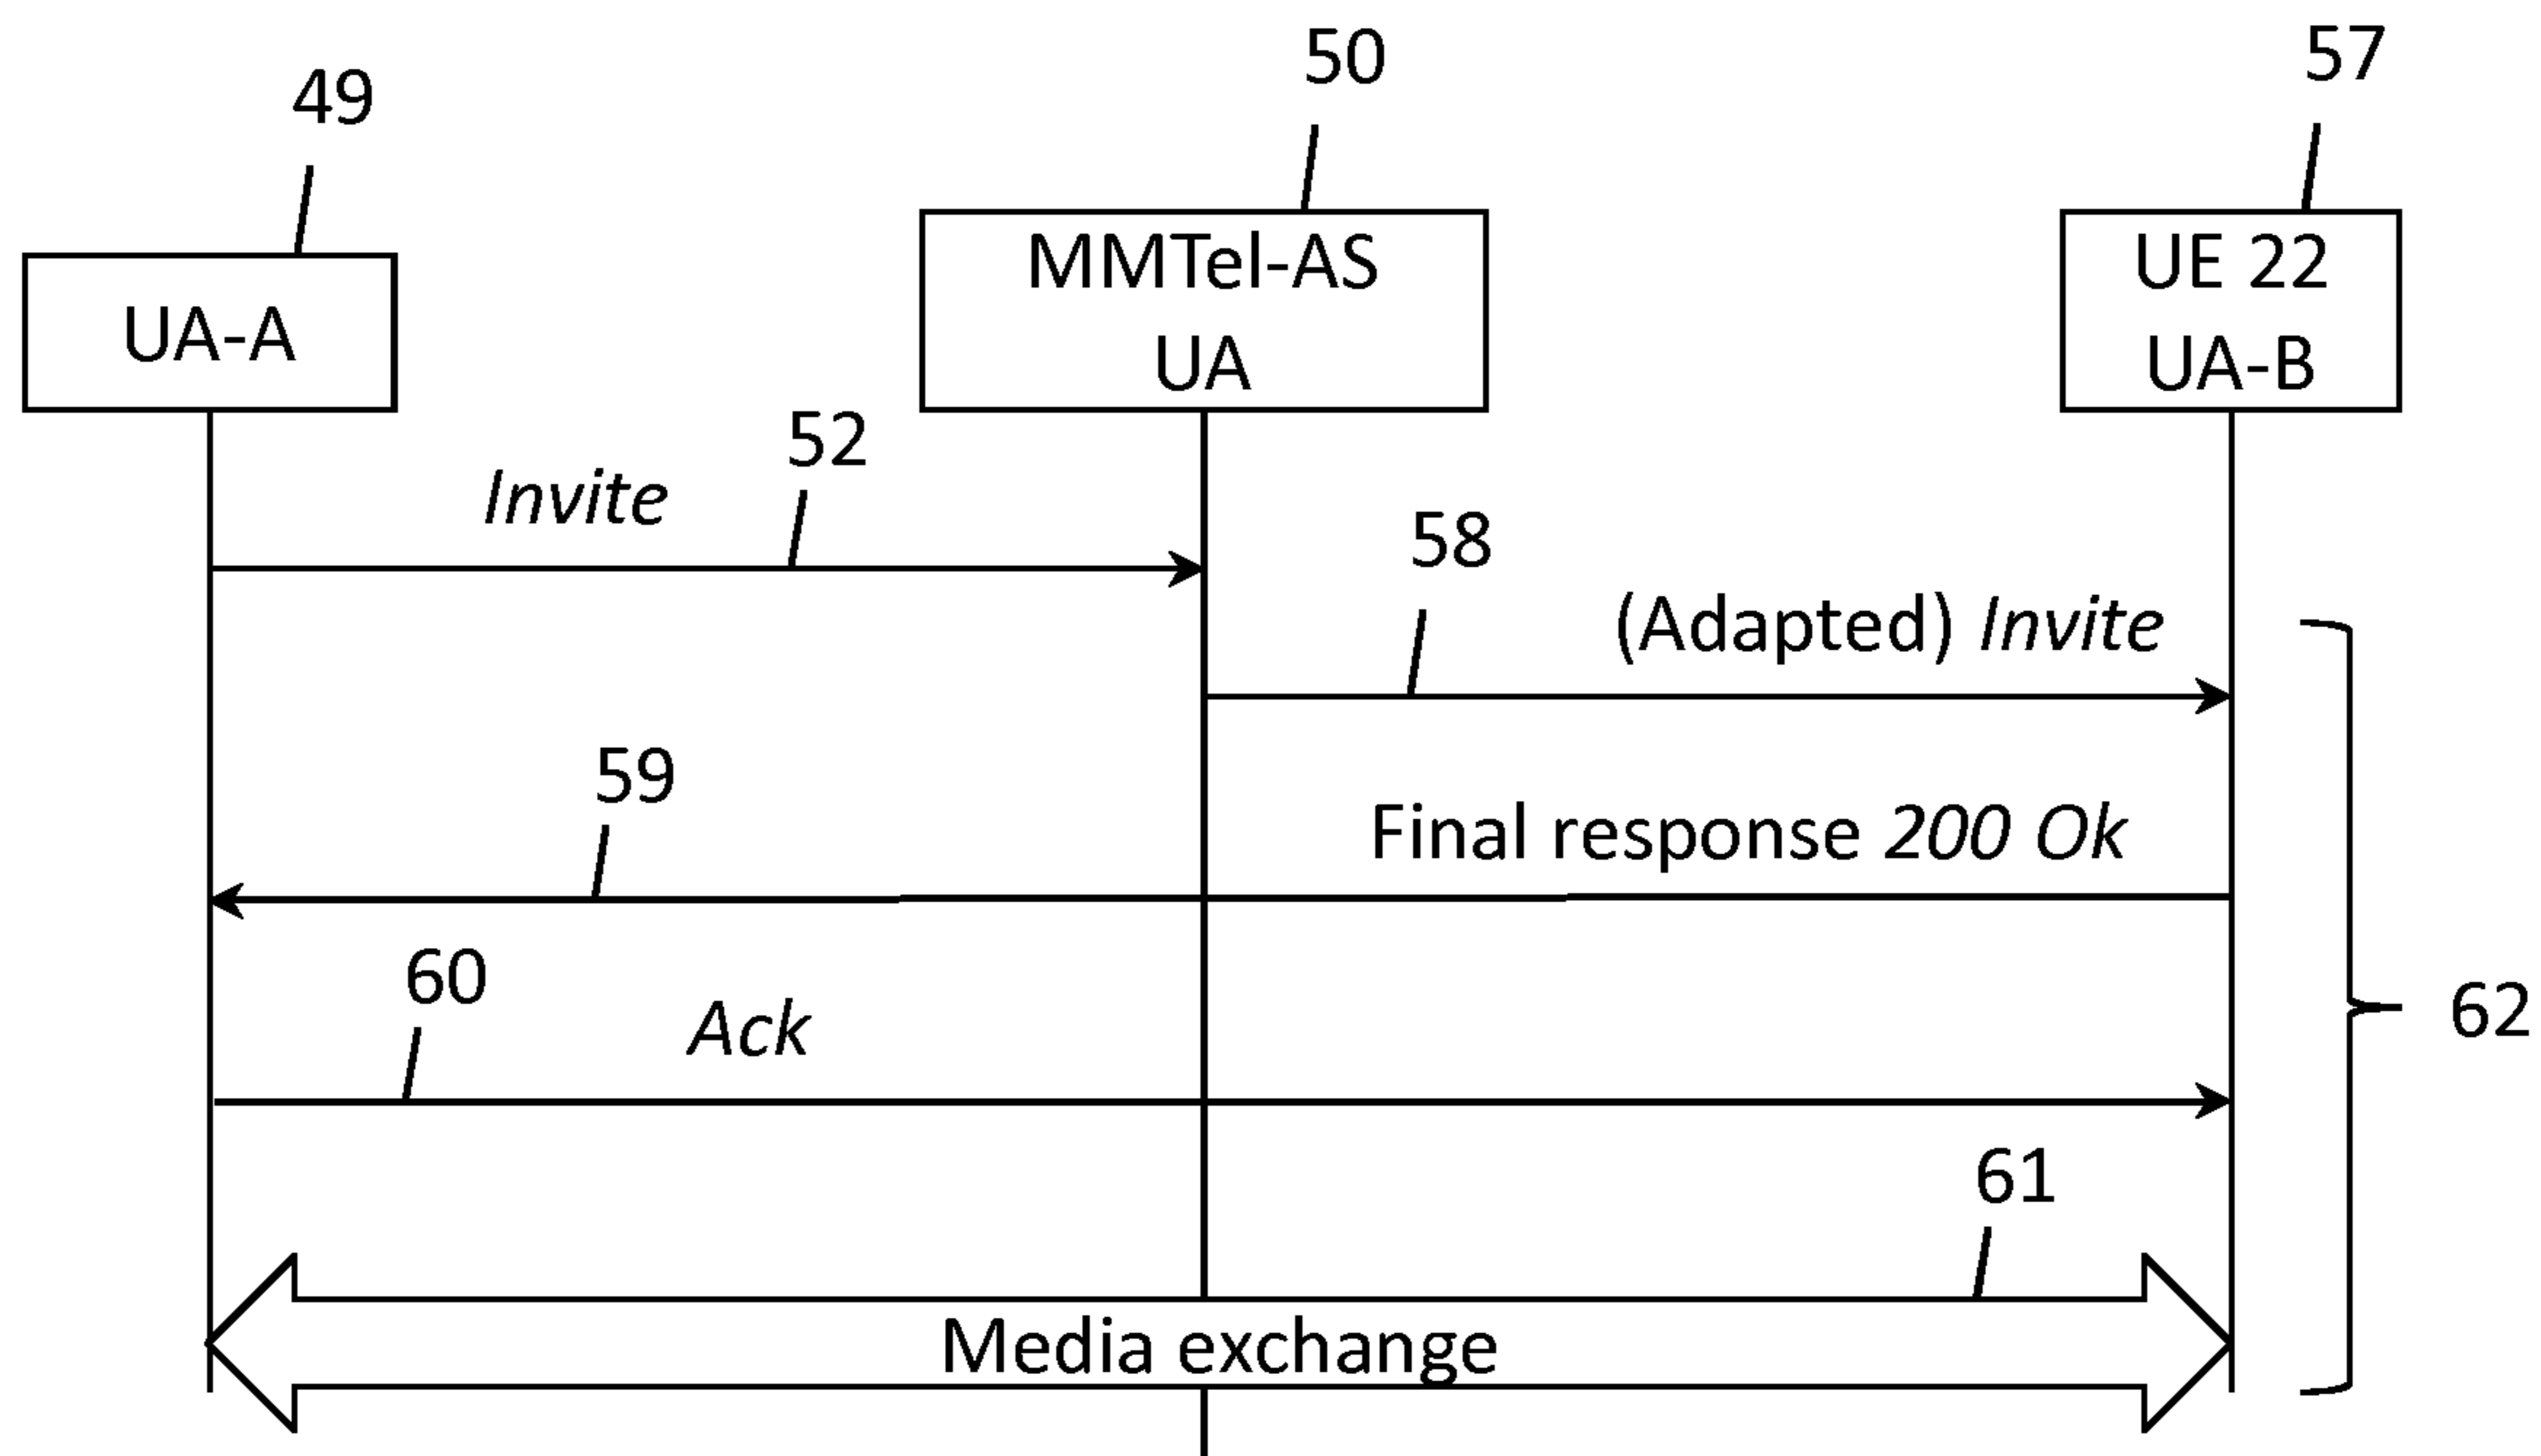 49
50
57
UA-A
MMTel-AS
UA
UE 22
UA-B
52
Invite
58
(Adapted) Invite
59
Final response 200 Ok
60
Ack
62
61
Media exchange